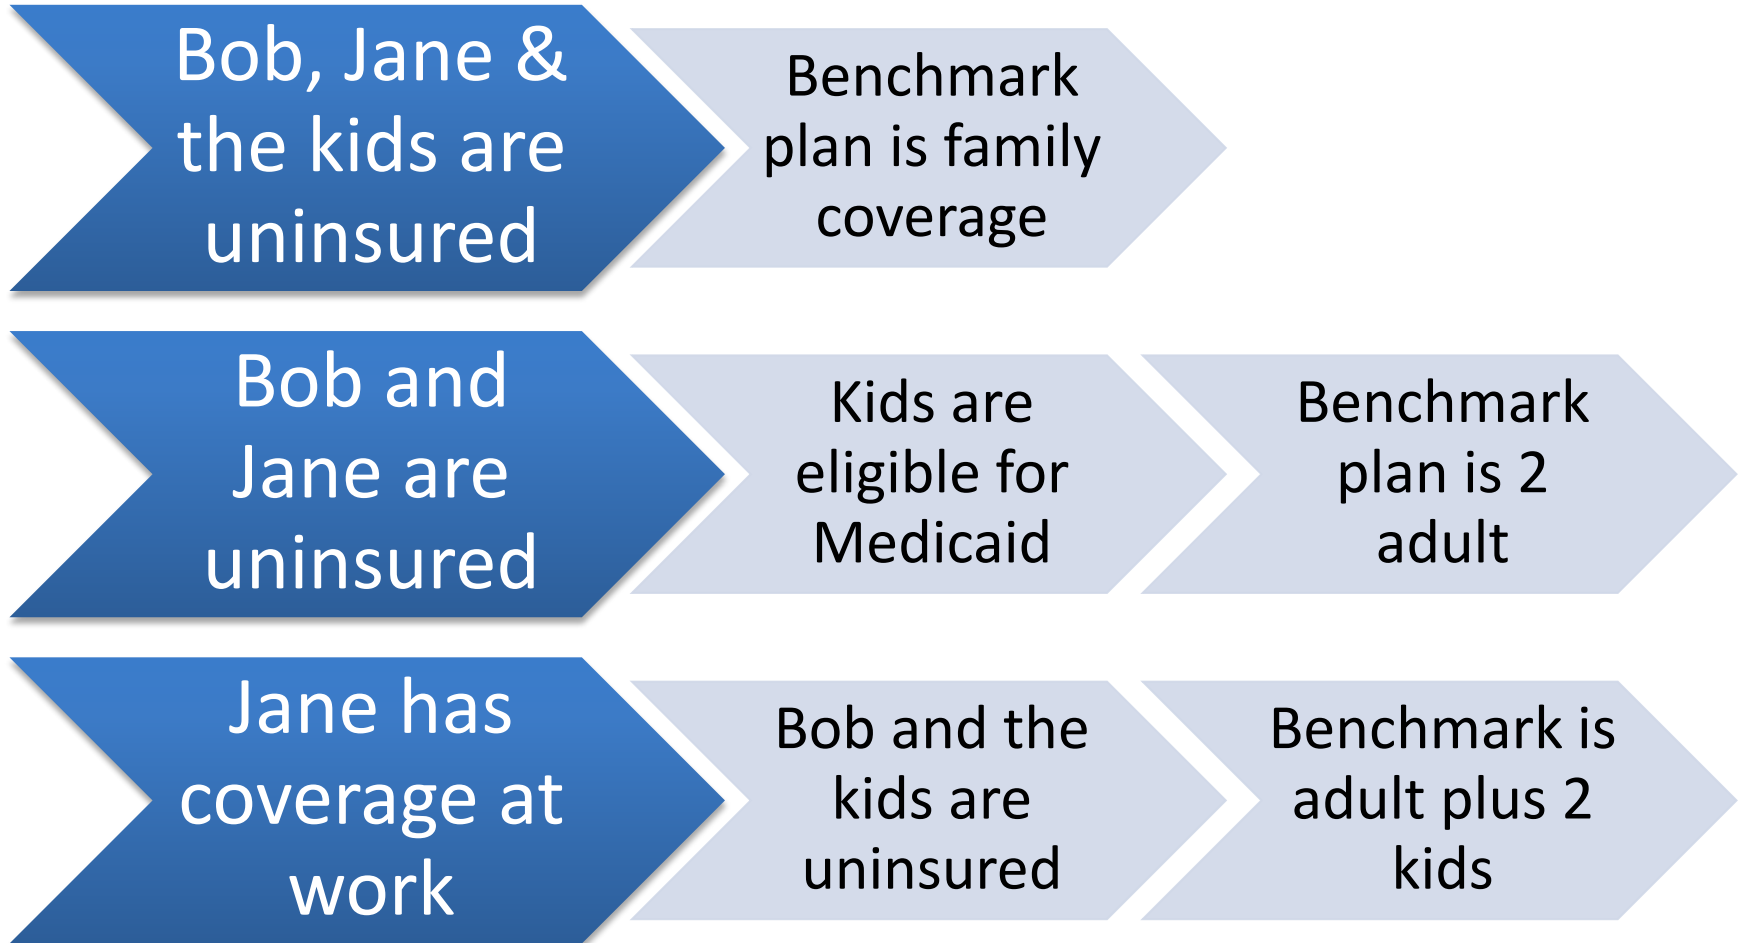 Bob, Jane &
the kids are
uninsured
Benchmark
plan is family
coverage
Bob and
Jane are
uninsured
Kids are
eligible for
Medicaid
Benchmark
plan is 2
adult
Jane has
coverage at
work
Bob and the
kids are
uninsured
Benchmark is
adult plus 2
kids